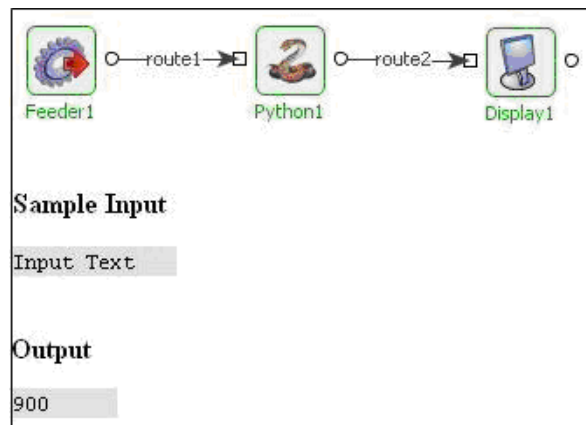 route1
route2
Feeder1
Python1
Display1
Sample Input
Input Text
Output
900